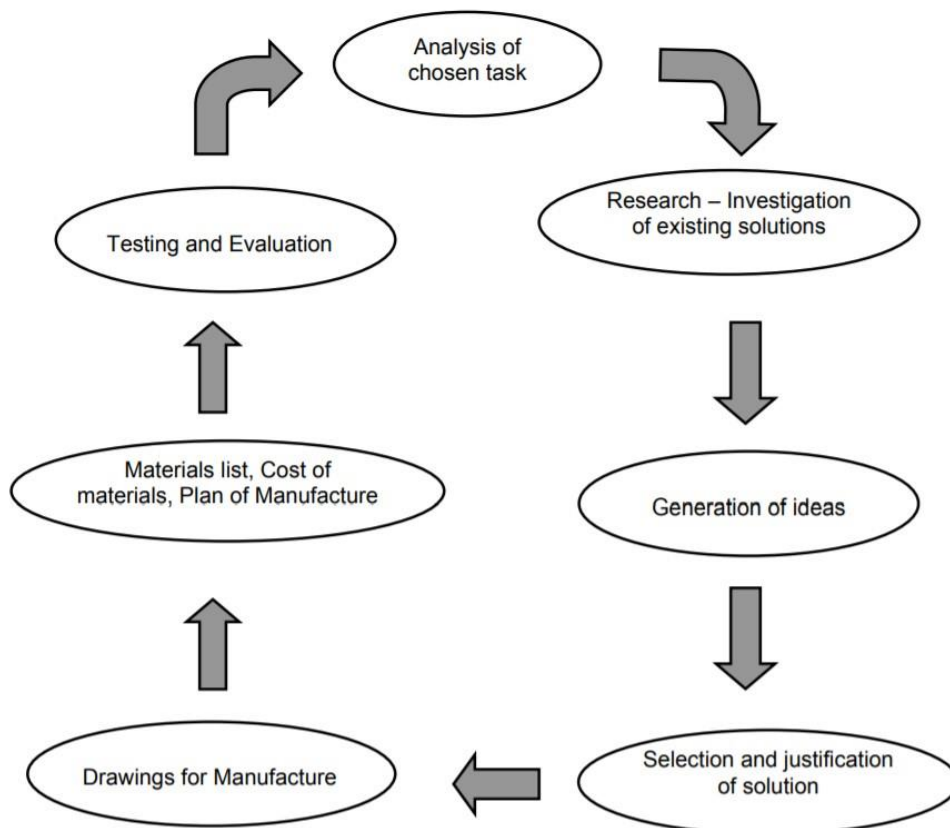 Analysis of
chosen task
Research – Investigation
of existing solutions
Generation of ideas
Selection and justification
of solution
Drawings for Manufacture
Materials list, Cost of
materials, Plan of Manufacture
Testing and Evaluation